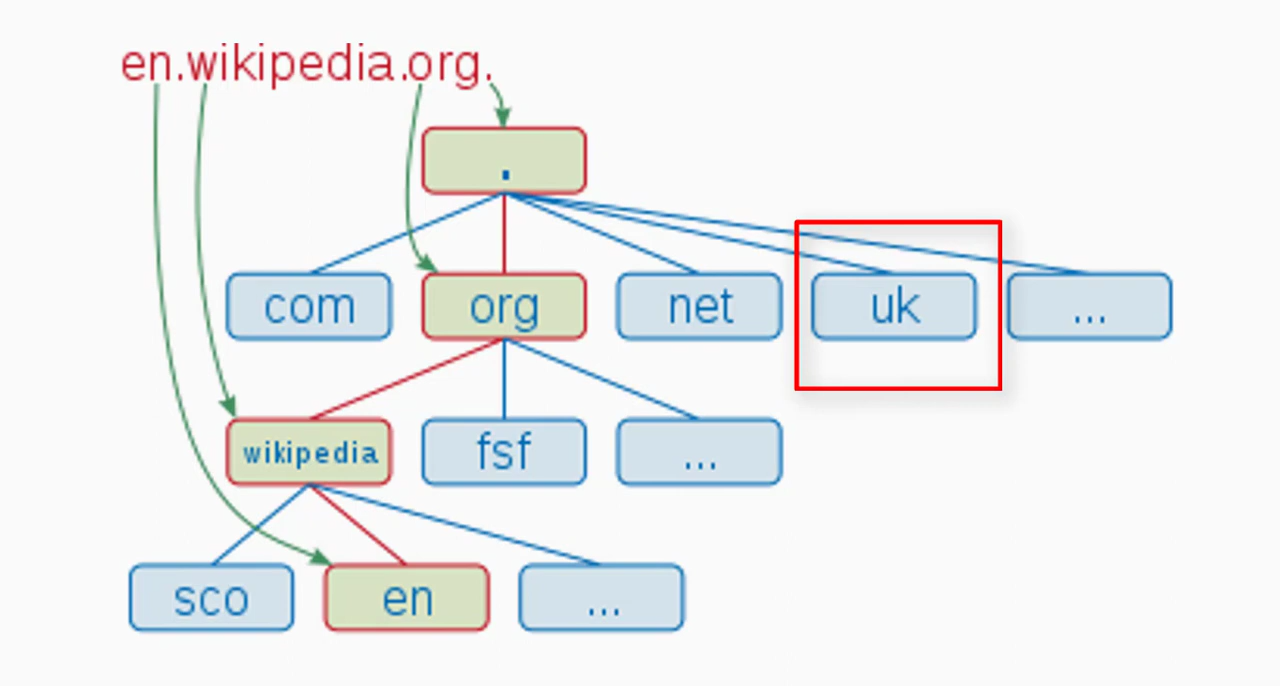 en.wikipedia.org.
.
com org net uk ...
wikipedia fsf ...
sco en ...